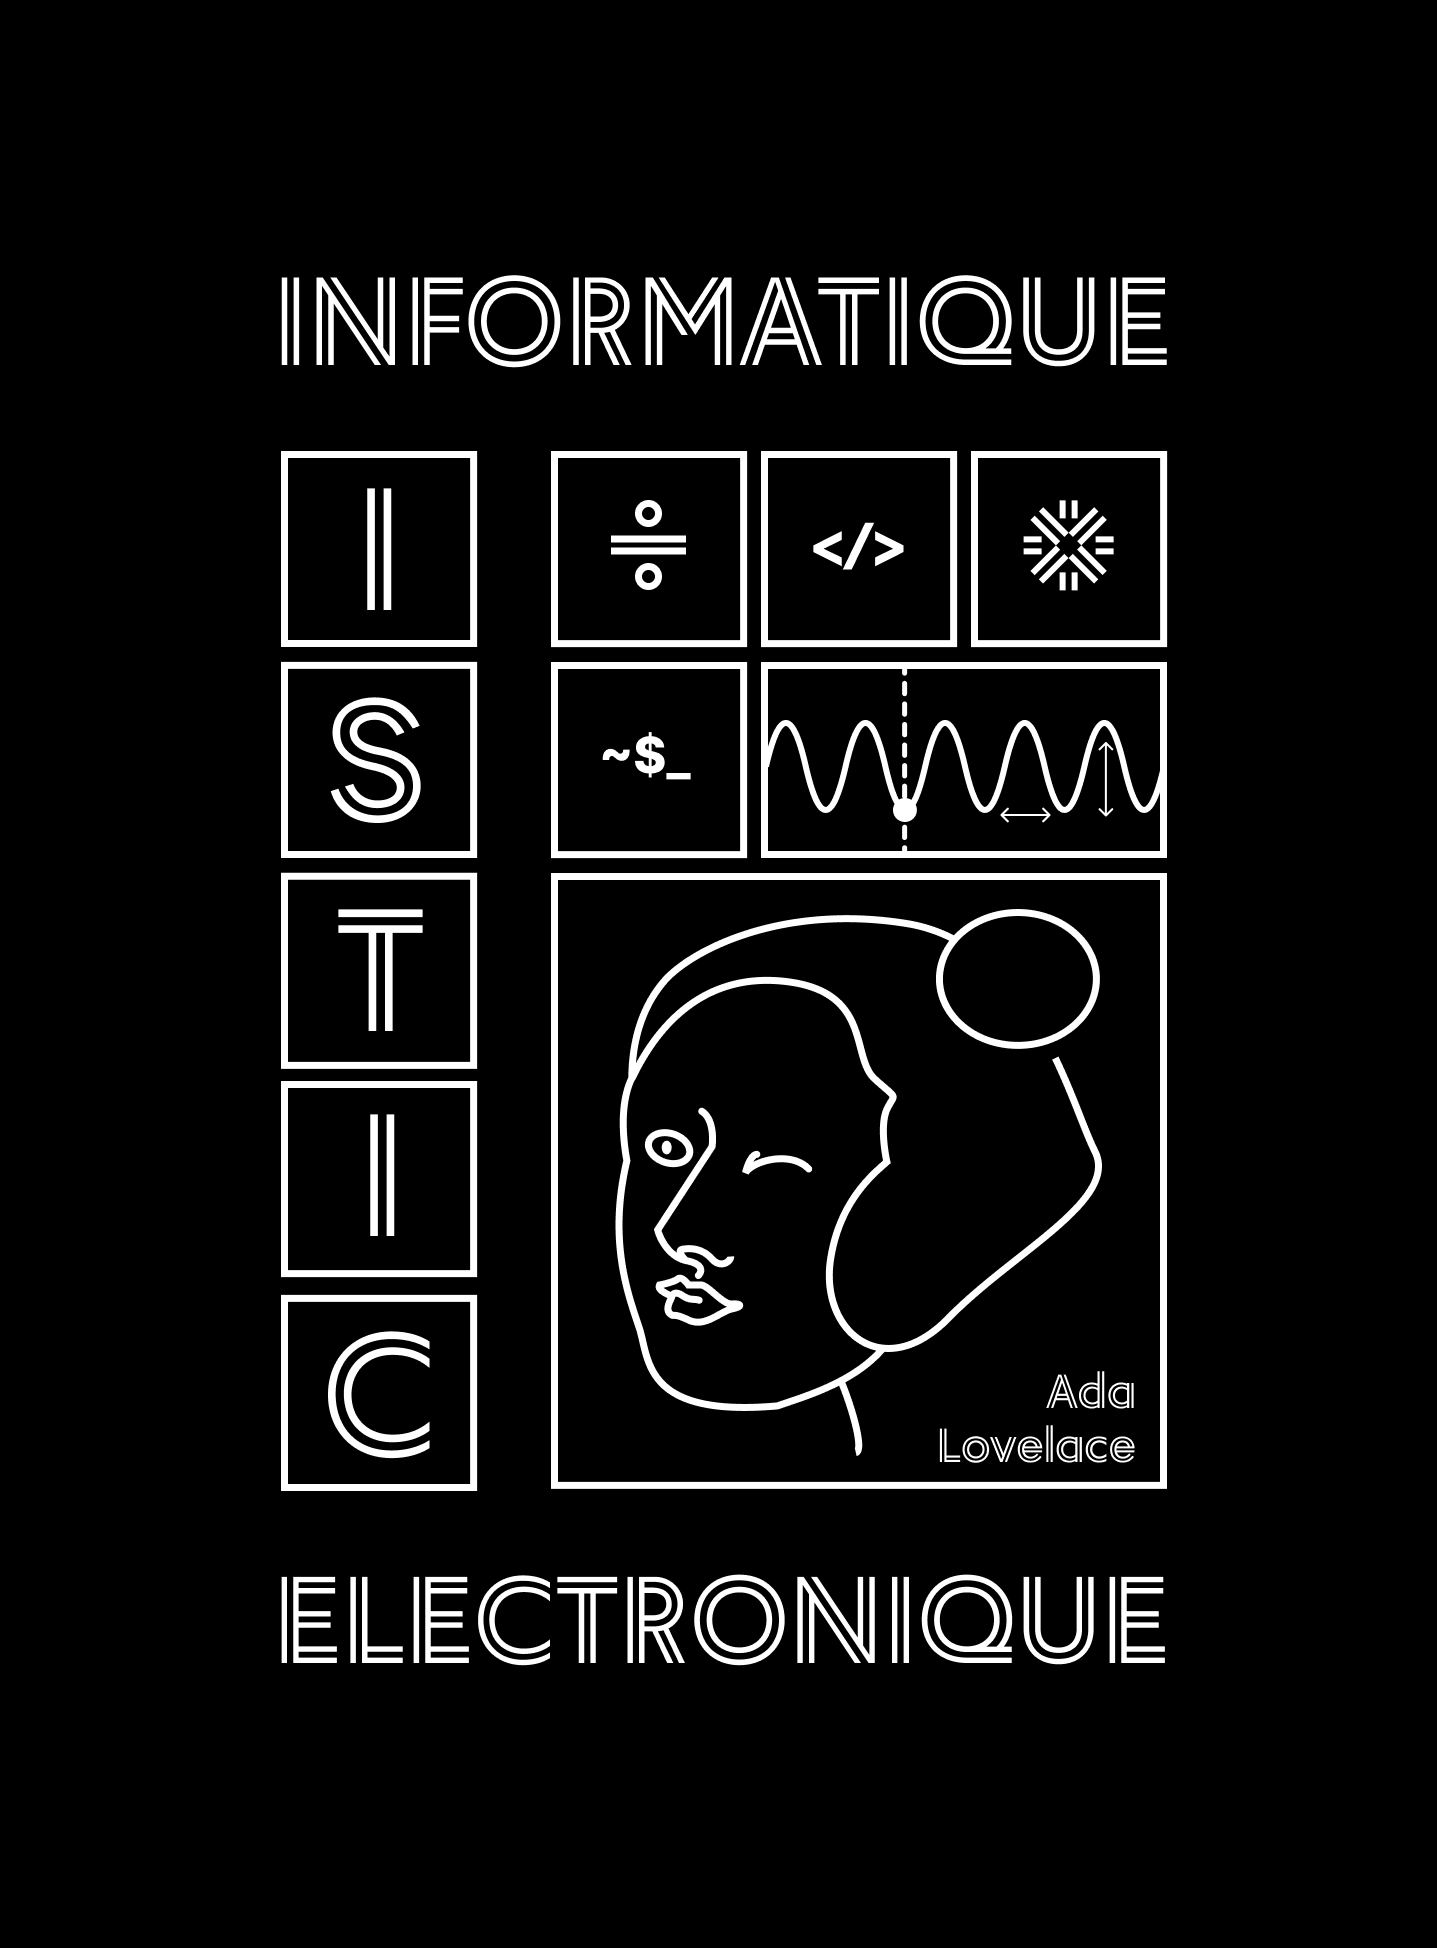 INFORMATIQUE
I
S
T
I
C
÷ </> *
~$_
Ada
Lovelace
ELECTRONIQUE